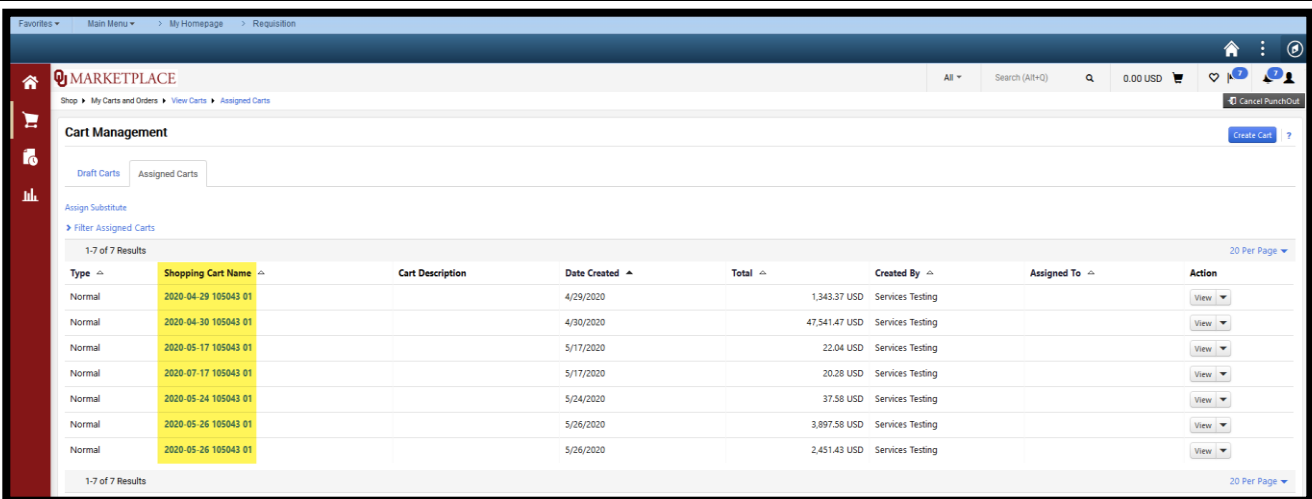 Favorites Main Menu > My Homepage > Requisition
MARKETPLACE All Search (Alt+Q) 0.00 USD 7 7
Shop My Carts and Orders View Carts Assigned Carts Cancel PunchOut
Cart Management Create Cart ?
Draft Carts Assigned Carts
Assign Substitute
Filter Assigned Carts
1-7 of 7 Results 20 Per Page
Type Shopping Cart Name Cart Description Date Created Total Created By Assigned To Action
Normal 2020-04-29 105043 01 4/29/2020 1,343.37 USD Services Testing View
Normal 2020-04-30 105043 01 4/30/2020 47,541.47 USD Services Testing View
Normal 2020-05-17 105043 01 5/17/2020 22.04 USD Services Testing View
Normal 2020-07-17 105043 01 5/17/2020 20.28 USD Services Testing View
Normal 2020-05-24 105043 01 5/24/2020 37.58 USD Services Testing View
Normal 2020-05-26 105043 01 5/26/2020 3,897.58 USD Services Testing View
Normal 2020-05-26 105043 01 5/26/2020 2,451.43 USD Services Testing View
1-7 of 7 Results 20 Per Page